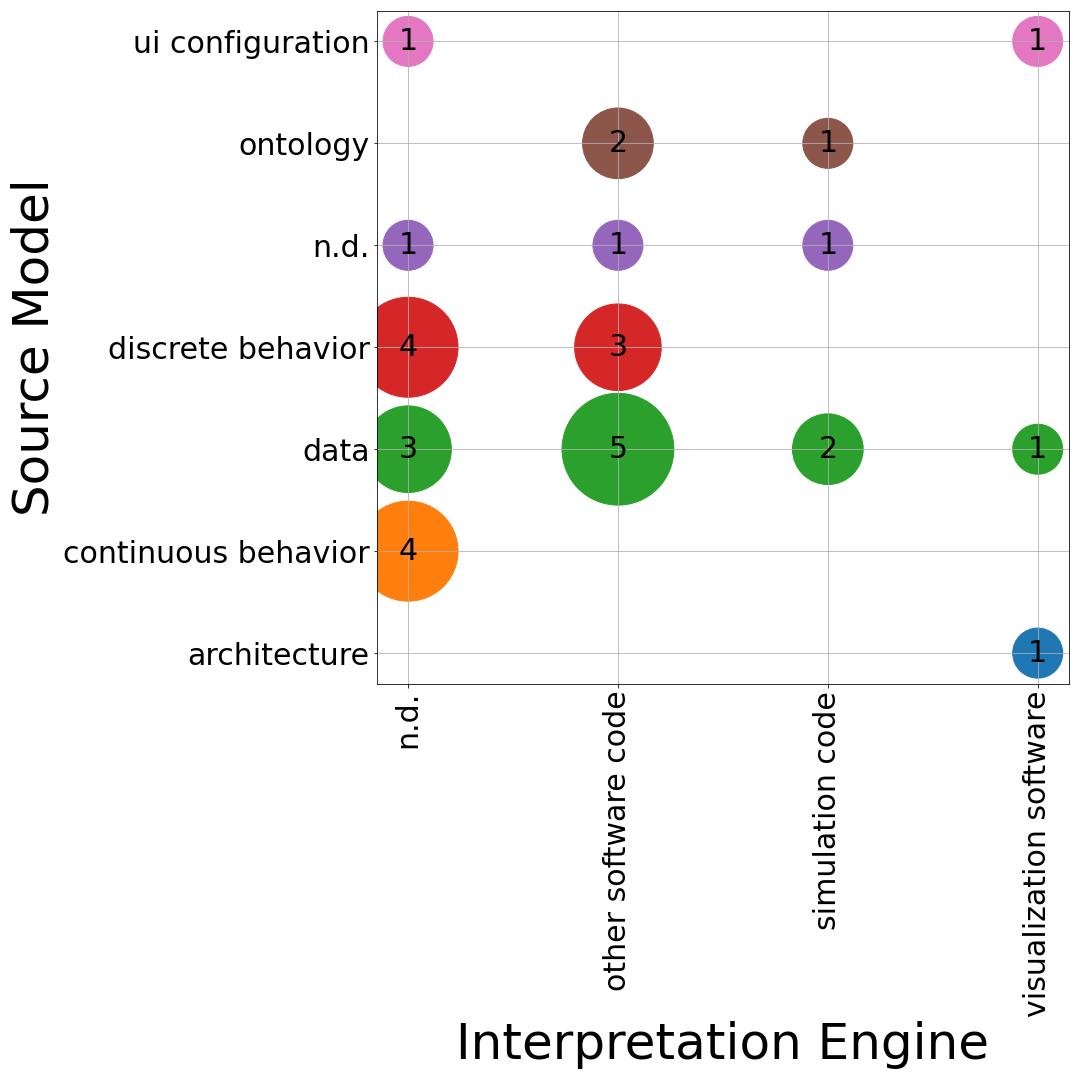 Source Model
ui configuration
1
1
ontology
2
1
n.d.
1
1
1
discrete behavior
4
3
data
3
5
2
1
continuous behavior
4
architecture
1
n.d.
other software code
simulation code
visualization software
Interpretation Engine